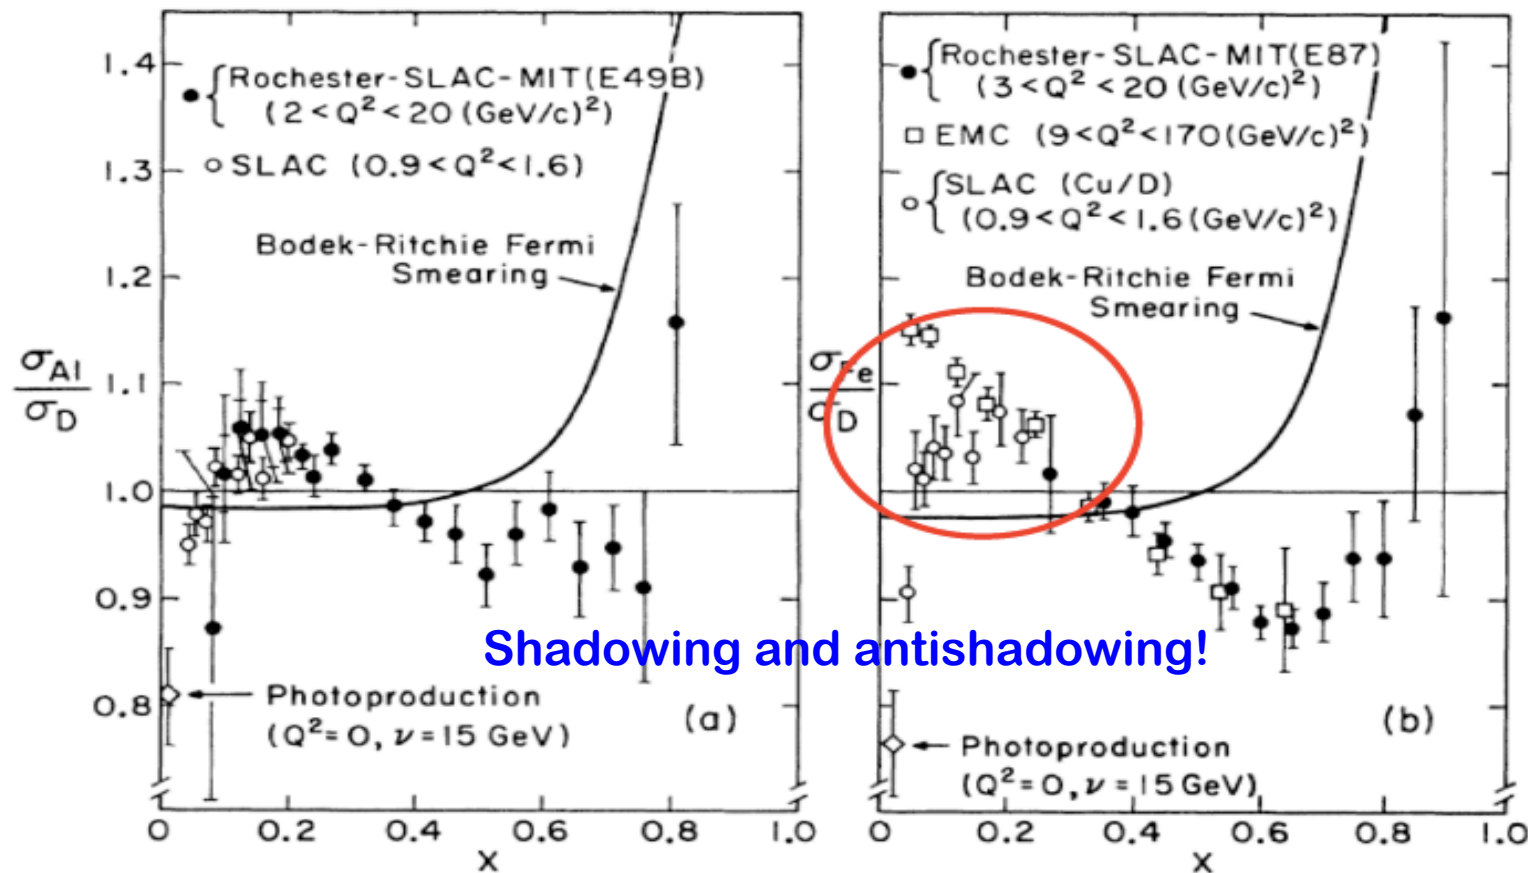 1.4
1.3
1.2
1.1
1.0
0.9
0.8
σAl
σD
Rochester-SLAC-MIT(E49B)
(2<Q²<20 (GeV/c)²)
SLAC (0.9<Q²<1.6)
Bodek-Ritchie Fermi
Smearing
Photoproduction
(Q²=0, ν=15 GeV)
(a)
0 0.2 0.4 0.6 0.8 1.0
X
σFe
σD
Rochester-SLAC-MIT(E87)
(3<Q²<20 (GeV/c)²)
EMC (9<Q²<170(GeV/c)²)
SLAC (Cu/D)
(0.9<Q²<1.6(GeV/c)²)
Bodek-Ritchie Fermi
Smearing
Shadowing and antishadowing!
(b)
Photoproduction
(Q²=0, ν=15 GeV)
0 0.2 0.4 0.6 0.8 1.0
X